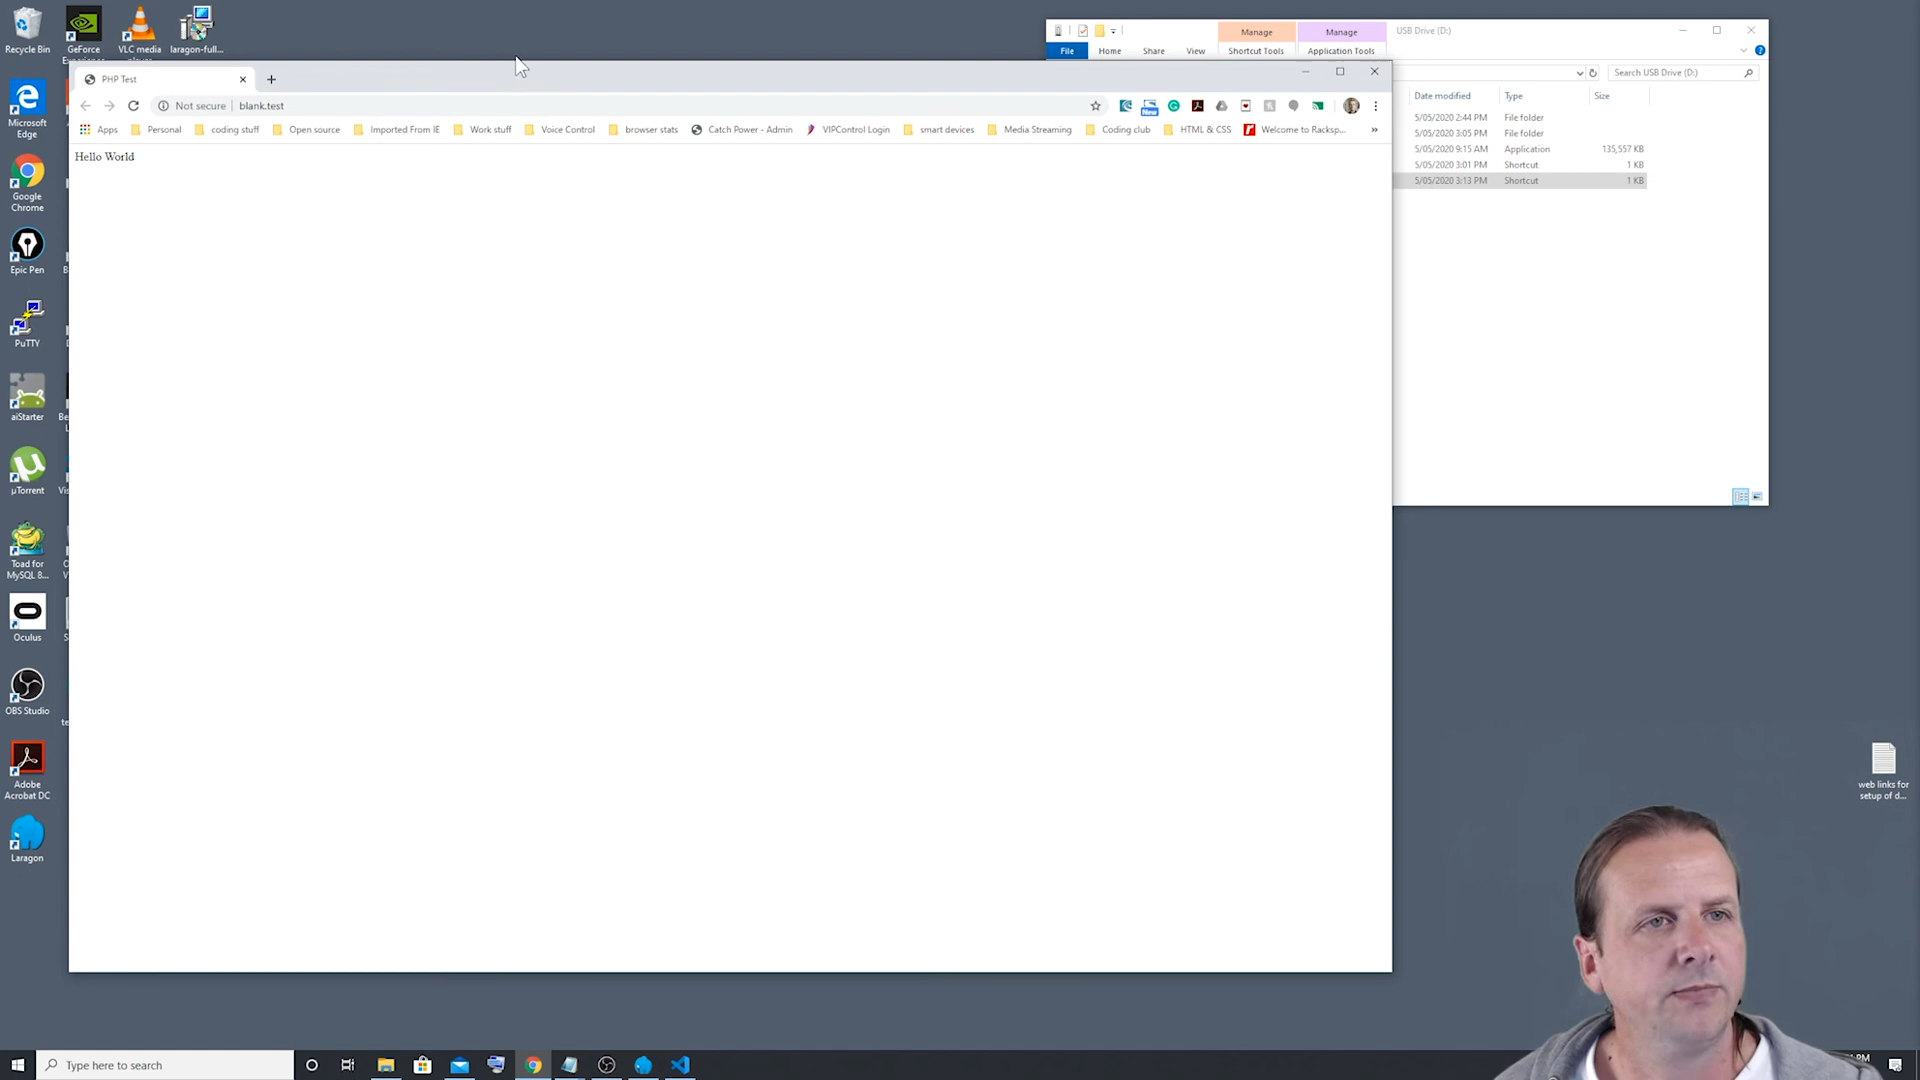 Recycle Bin
GeForce
Experience
VLC media
player
laragon-full...
Microsoft
Edge
Google
Chrome
Epic Pen
PuTTY
aiStarter
µTorrent
Toad for
MySQL 8...
Oculus
OBS Studio
Adobe
Acrobat DC
Laragon
Manage
Manage
USB Drive (D:)
File
Home
Share
View
Shortcut Tools
Application Tools
Search USB Drive (D:)
Date modified
Type
Size
5/05/2020 2:44 PM
File folder
5/05/2020 3:05 PM
File folder
5/05/2020 9:15 AM
Application
135,557 KB
5/05/2020 3:01 PM
Shortcut
1 KB
5/05/2020 3:13 PM
Shortcut
1 KB
PHP Test
Not secure
blank.test
New
Apps
Personal
coding stuff
Open source
Imported From IE
Work stuff
Voice Control
browser stats
Catch Power - Admin
VIPControl Login
smart devices
Media Streaming
Coding club
HTML & CSS
Welcome to Racksp...
Hello World
web links for
setup of d...
Type here to search
PM